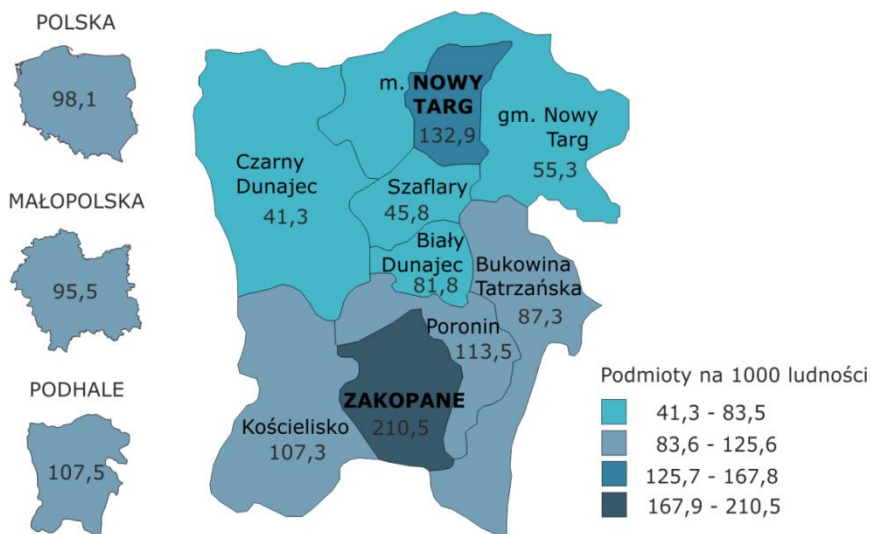 POLSKA
98,1
MAŁOPOLSKA
95,5
PODHALE
107,5
m. NOWY
TARG
132,9
gm. Nowy
Targ
55,3
Czarny
Dunajec
41,3
Szaflary
45,8
Biały
Dunajec
81,8
Bukowina
Tatrzańska
87,3
Poronin
113,5
ZAKOPANE
210,5
Kościelisko
107,3
Podmioty na 1000 ludności
41,3 - 83,5
83,6 - 125,6
125,7 - 167,8
167,9 - 210,5